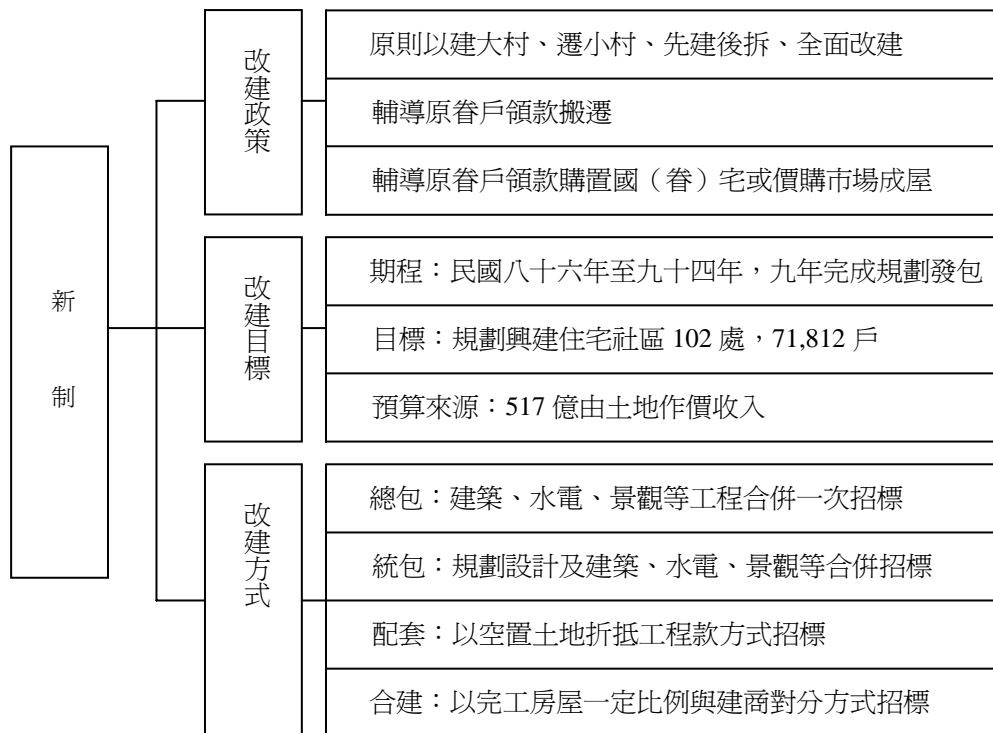 新制
改建政策
原則以建大村、遷小村、先建後拆、全面改建
輔導原眷戶領款搬遷
輔導原眷戶領款購置國（眷）宅或價購市場成屋
改建目標
期程：民國八十六年至九十四年，九年完成規劃發包
目標：規劃興建住宅社區 102 處，71,812 戶
預算來源：517 億由土地作價收入
改建方式
總包：建築、水電、景觀等工程合併一次招標
統包：規劃設計及建築、水電、景觀等合併招標
配套：以空置土地折抵工程款方式招標
合建：以完工房屋一定比例與建商對分方式招標